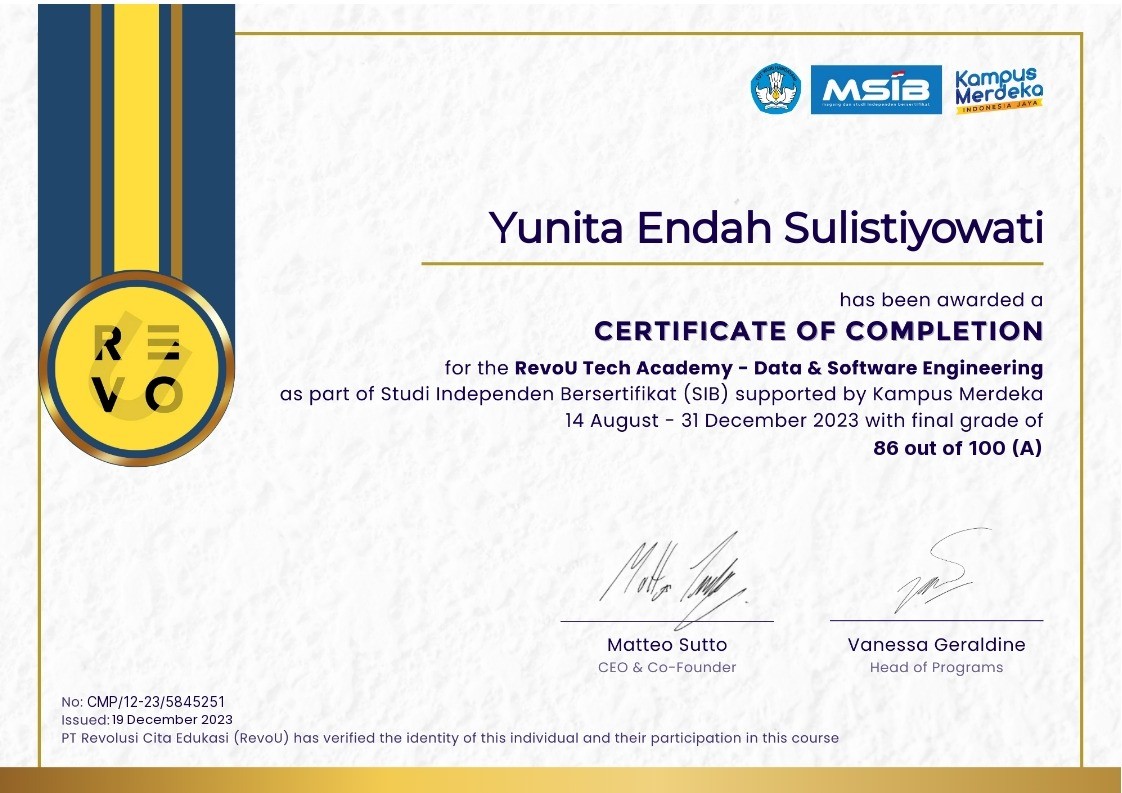 MSIB
magang dan studi independen bersertifikat
Kampus
Merdeka
INDONESIA JAYA
Yunita Endah Sulistiyowati
has been awarded a
CERTIFICATE OF COMPLETION
for the RevoU Tech Academy - Data & Software Engineering
as part of Studi Independen Bersertifikat (SIB) supported by Kampus Merdeka
14 August - 31 December 2023 with final grade of
86 out of 100 (A)
RE
VO
U
Matteo Sutto
CEO & Co-Founder
Vanessa Geraldine
Head of Programs
No: CMP/12-23/5845251
Issued: 19 December 2023
PT Revolusi Cita Edukasi (RevoU) has verified the identity of this individual and their participation in this course